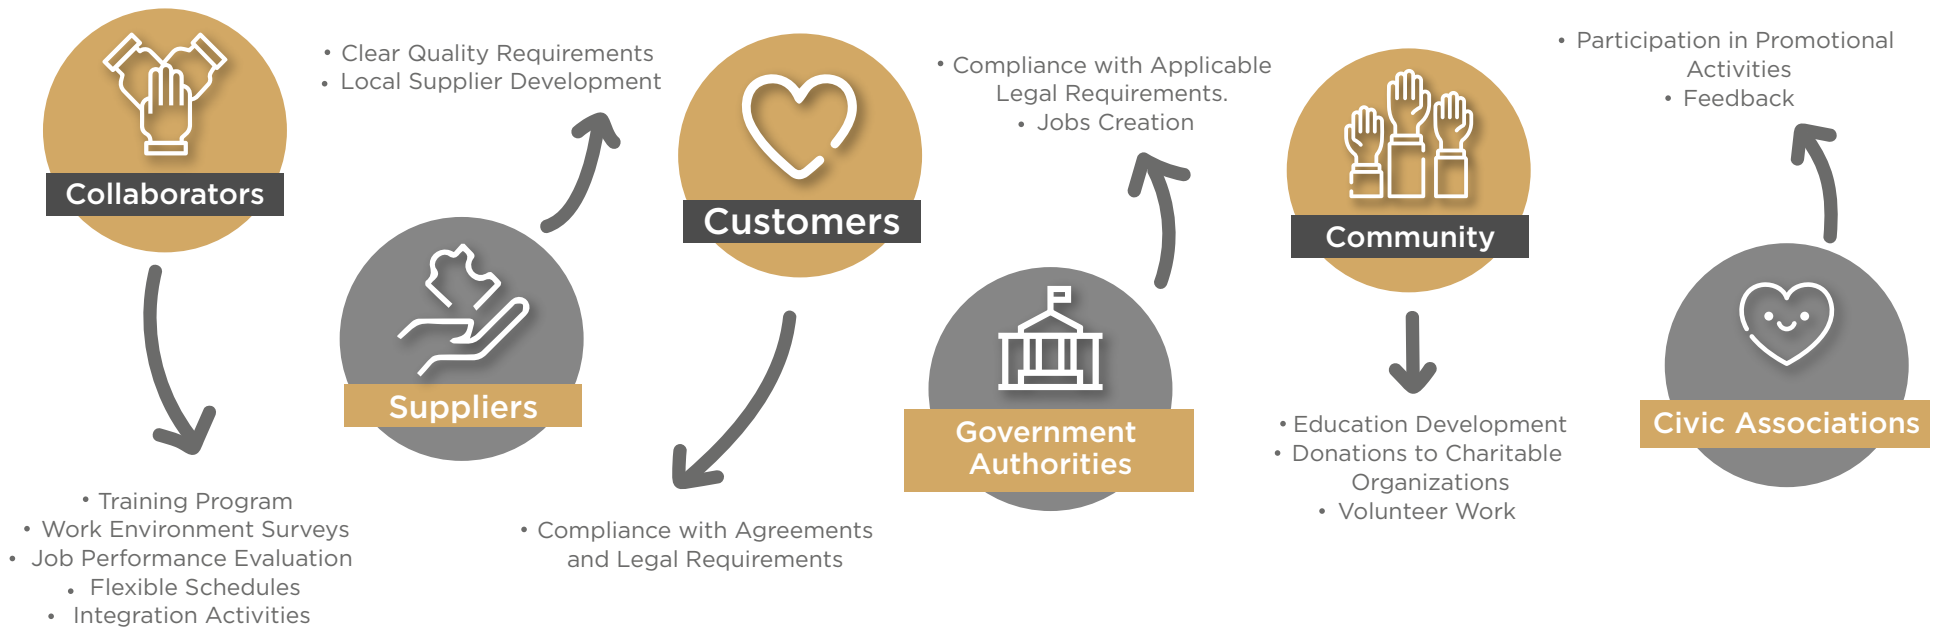 Collaborators
• Training Program
• Work Environment Surveys
• Job Performance Evaluation
• Flexible Schedules
• Integration Activities
• Clear Quality Requirements
• Local Supplier Development
Suppliers
Customers
• Compliance with Agreements
and Legal Requirements
• Compliance with Applicable
Legal Requirements.
• Jobs Creation
Government
Authorities
Community
• Education Development
• Donations to Charitable
Organizations
• Volunteer Work
• Participation in Promotional
Activities
• Feedback
Civic Associations